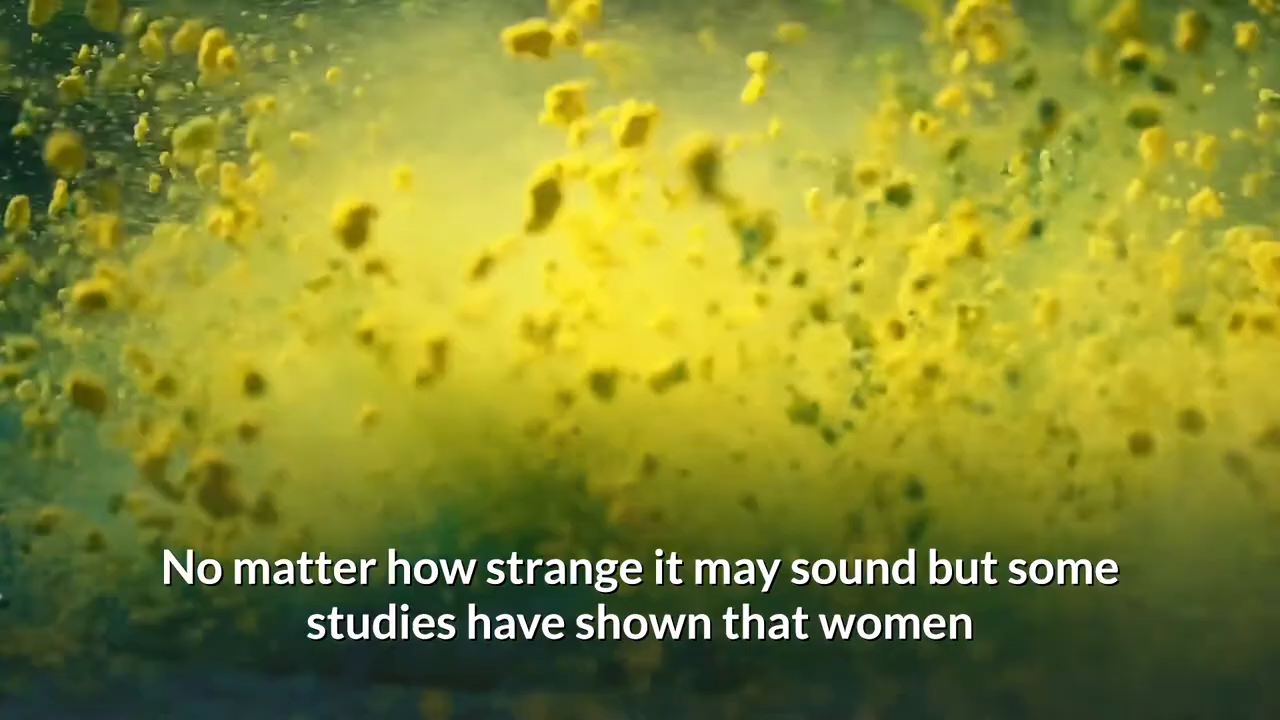 No matter how strange it may sound but some
studies have shown that women